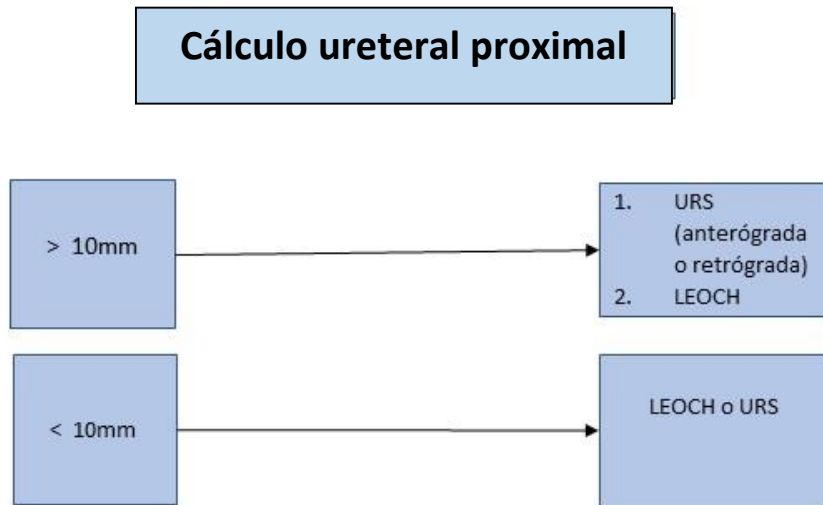 Cálculo ureteral proximal
> 10mm
1. URS
(anterógrada
o retrógrada)
2. LEOCH
< 10mm
LEOCH o URS